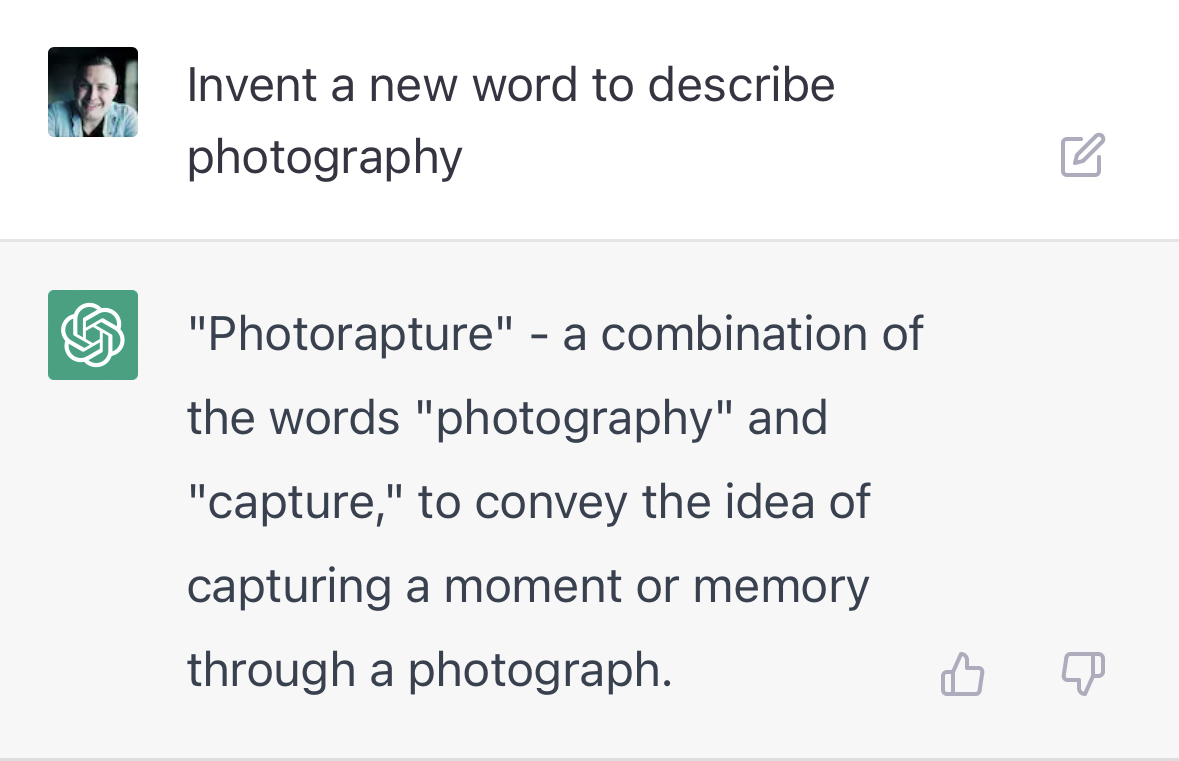 Invent a new word to describe
photography
"Photorapture" - a combination of
the words "photography" and
"capture," to convey the idea of
capturing a moment or memory
through a photograph.